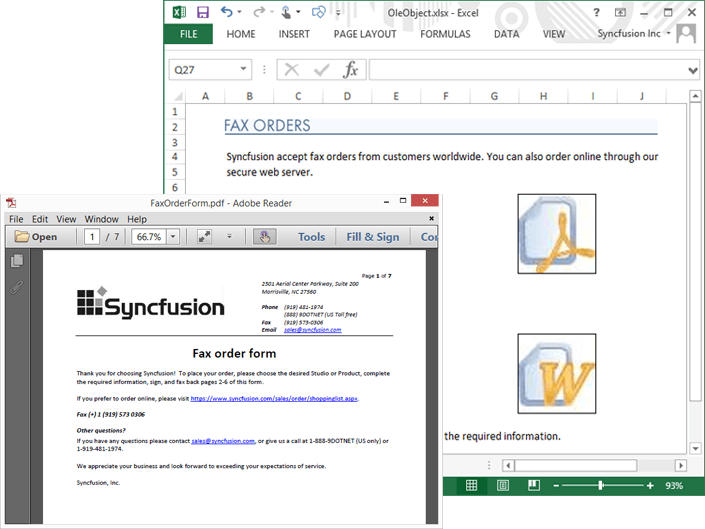 OleObject.xlsx - Excel
?
FILE HOME INSERT PAGE LAYOUT FORMULAS DATA VIEW Syncfusion Inc
Q27 fx
A B C D E F G H I J
1
2 FAX ORDERS
3
4 Syncfusion accept fax orders from customers worldwide. You can also order online through our
5 secure web server.
6
the required information.
93%
FaxOrderForm.pdf - Adobe Reader
File Edit View Window Help
Open 1 / 7 66.7% Tools Fill & Sign
Page 1 of 7
2501 Aerial Center Parkway, Suite 200
Morrisville, NC 27560
Syncfusion
Phone (919) 481-1974
(888) 9DOTNET (US Toll free)
Fax (919) 573-0306
Email sales@syncfusion.com
Fax order form
Thank you for choosing Syncfusion! To place your order, please choose the desired Studio or Product, complete
the required information, sign, and fax back pages 2-6 of this form.
If you prefer to order online, please visit https://www.syncfusion.com/sales/order/shoppinglist.aspx.
Fax (+) 1 (919) 573 0306
Other questions?
If you have any questions please contact sales@syncfusion.com, or give us a call at 1-888-9DOTNET (US only) or
1-919-481-1974.
We appreciate your business and look forward to exceeding your expectations of service.
Syncfusion, Inc.